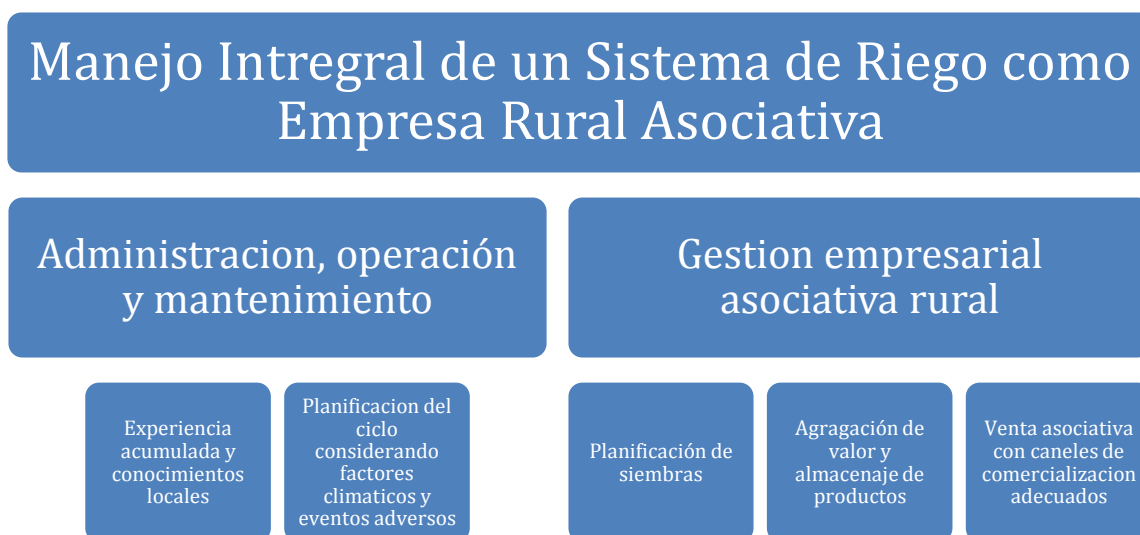 Manejo Intregral de un Sistema de Riego como
Empresa Rural Asociativa
Administracion, operación
y mantenimiento
Gestion empresarial
asociativa rural
Experiencia
acumulada y
conocimientos
locales
Planificacion del
ciclo
considerando
factores
climaticos y
eventos adversos
Planificación de
siembras
Agragación de
valor y
almacenaje de
productos
Venta asociativa
con caneles de
comercializacion
adecuados